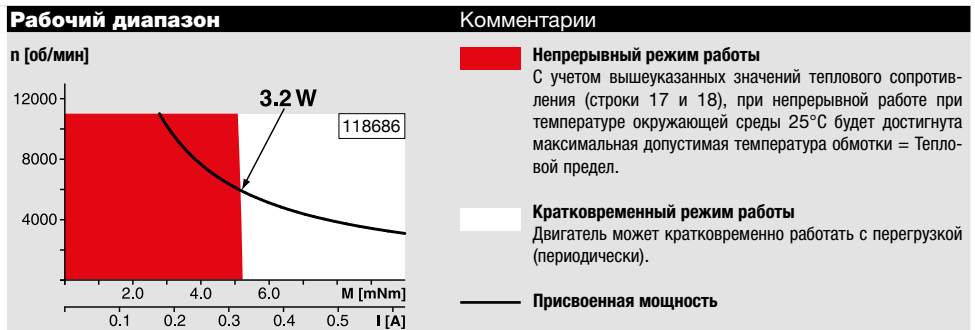 Рабочий диапазон
Комментарии
n [об/мин]
12000
8000
4000
3.2 W
118686
2.0 4.0 6.0 M [mNm]
0.1 0.2 0.3 0.4 0.5 I [A]
Непрерывный режим работы
С учетом вышеуказанных значений теплового сопротив-
ления (строки 17 и 18), при непрерывной работе при
температуре окружающей среды 25°C будет достигнута
максимальная допустимая температура обмотки = Тепло-
вой предел.
Кратковременный режим работы
Двигатель может кратковременно работать с перегрузкой
(периодически).
Присвоенная мощность